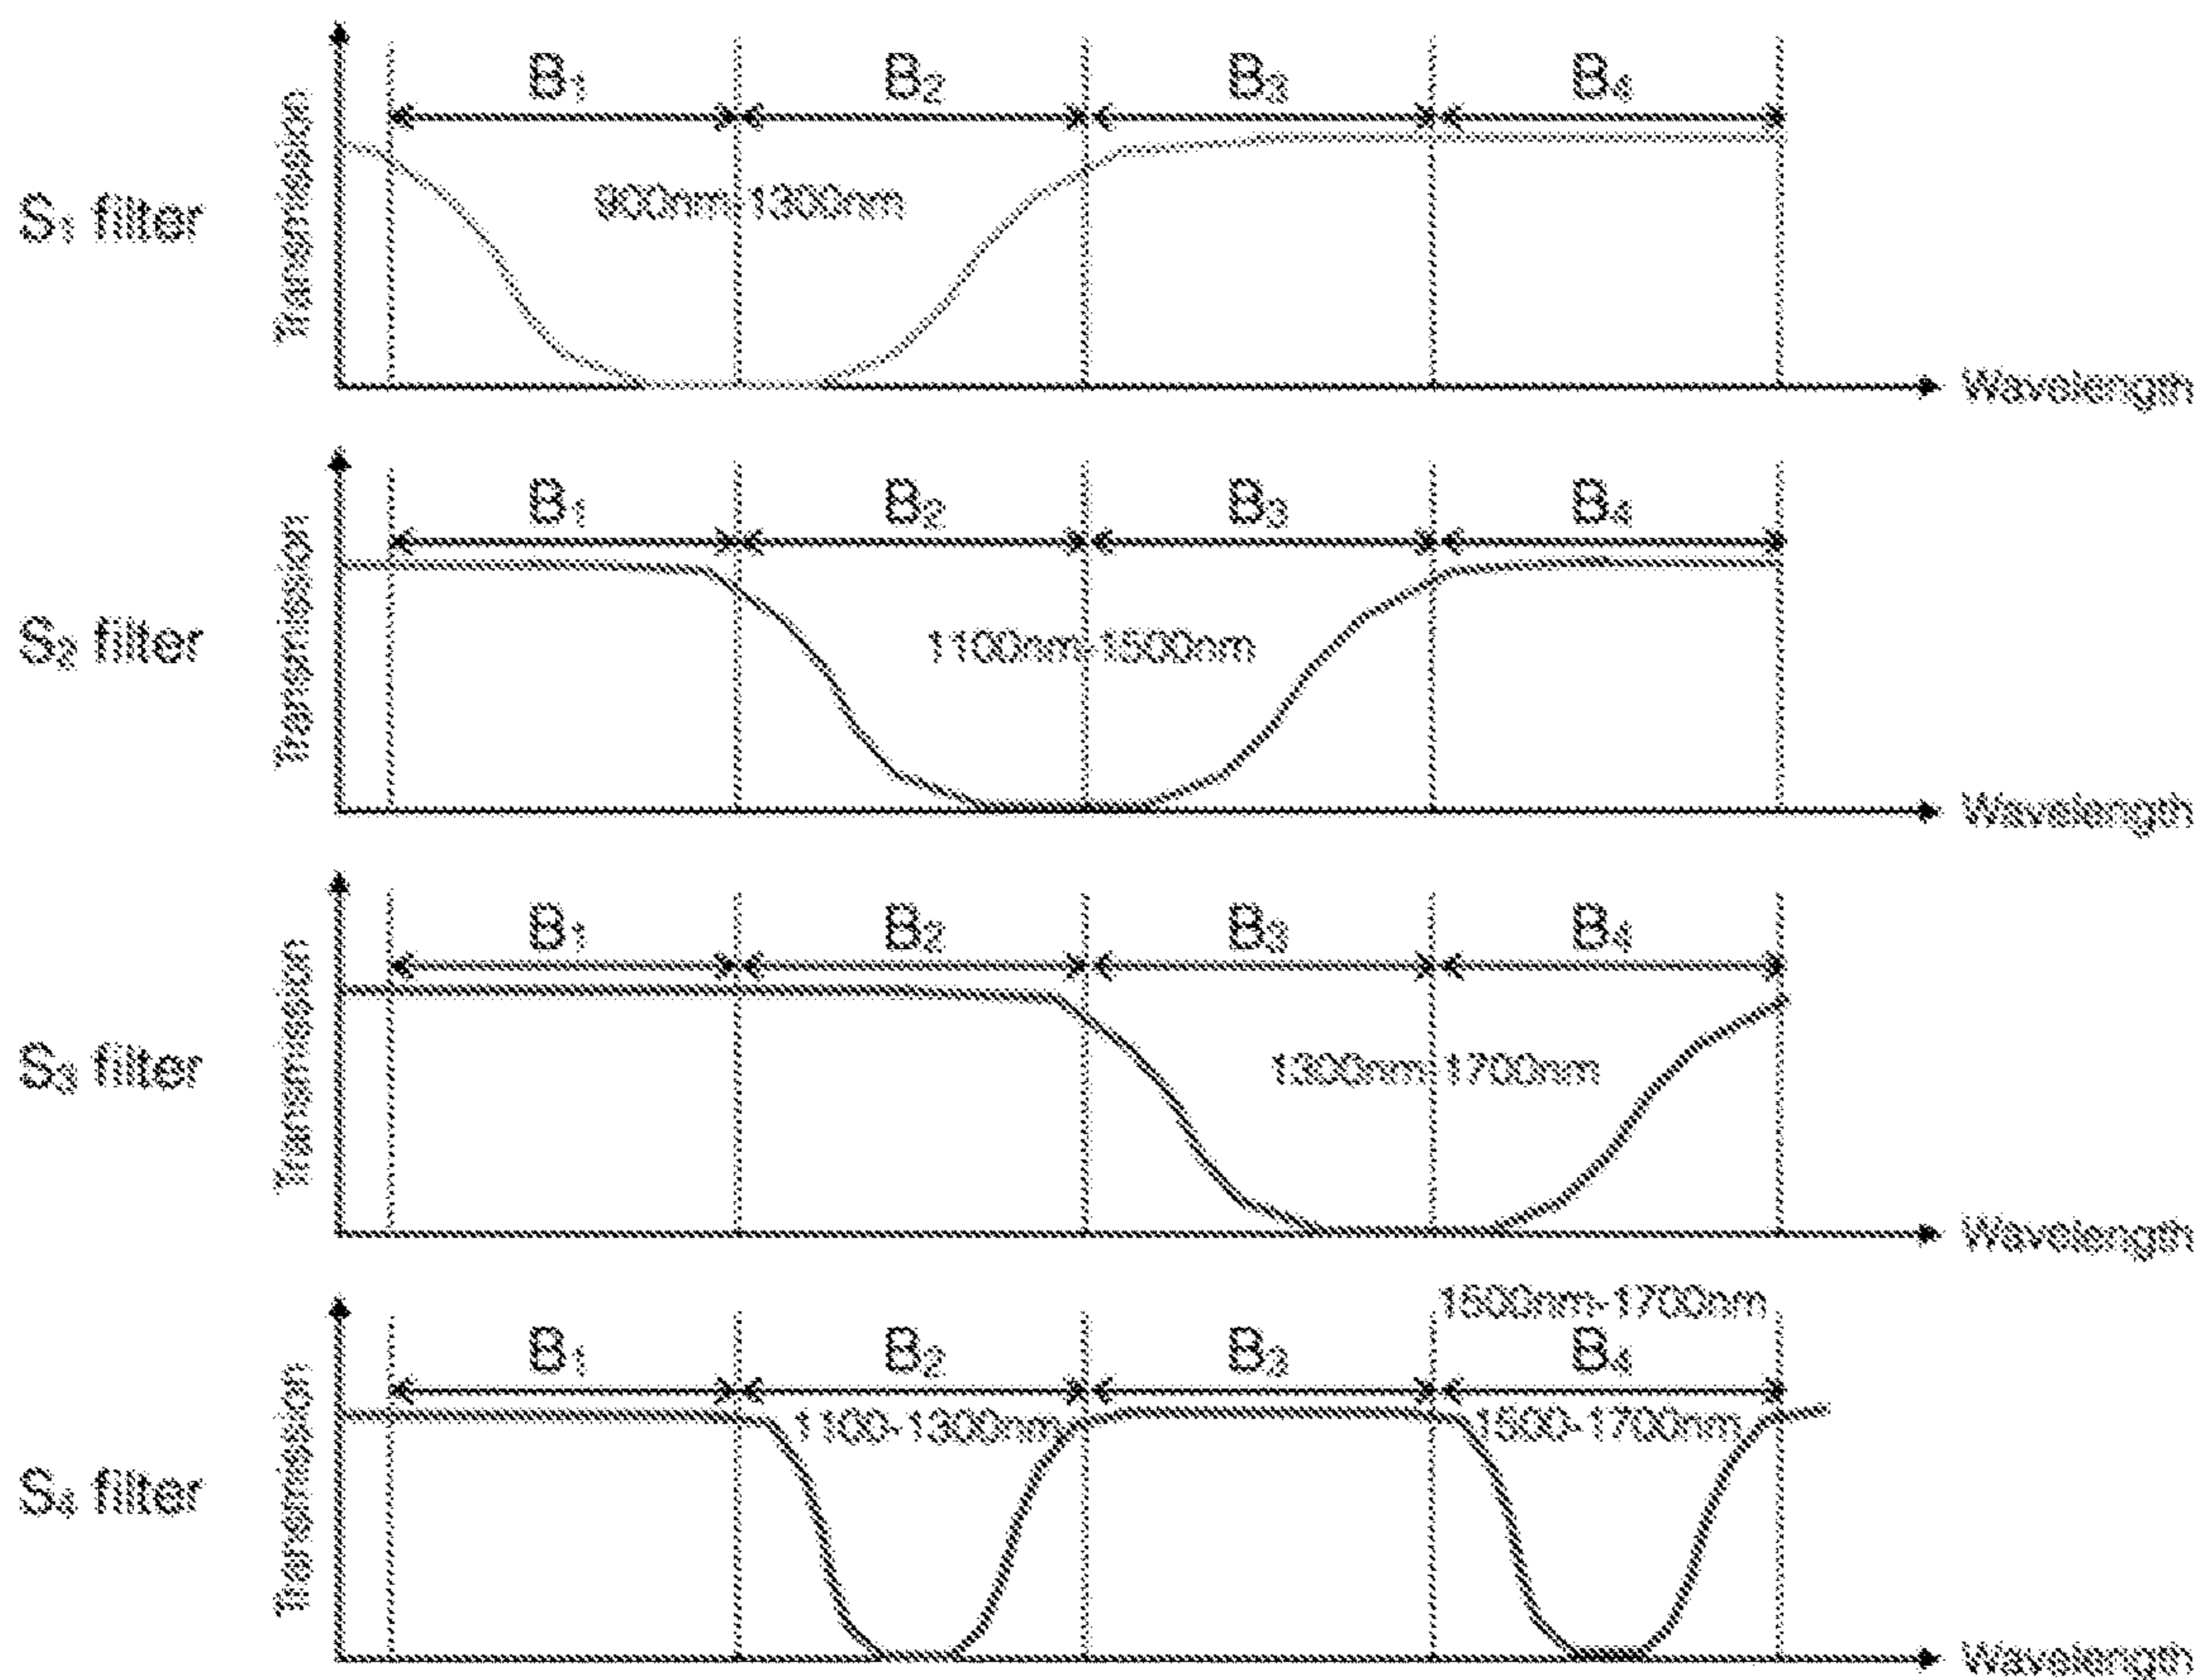 B₁ B₂ B₃ B₄
Transmission
900nm-1300nm
S₁ filter
Wavelength
B₁ B₂ B₃ B₄
Transmission
1100nm-1500nm
S₂ filter
Wavelength
B₁ B₂ B₃ B₄
Transmission
1300nm-1700nm
S₃ filter
Wavelength
1500nm-1700nm
B₁ B₂ B₃ B₄
Transmission
1100-1300nm 1500-1700nm
S₄ filter
Wavelength